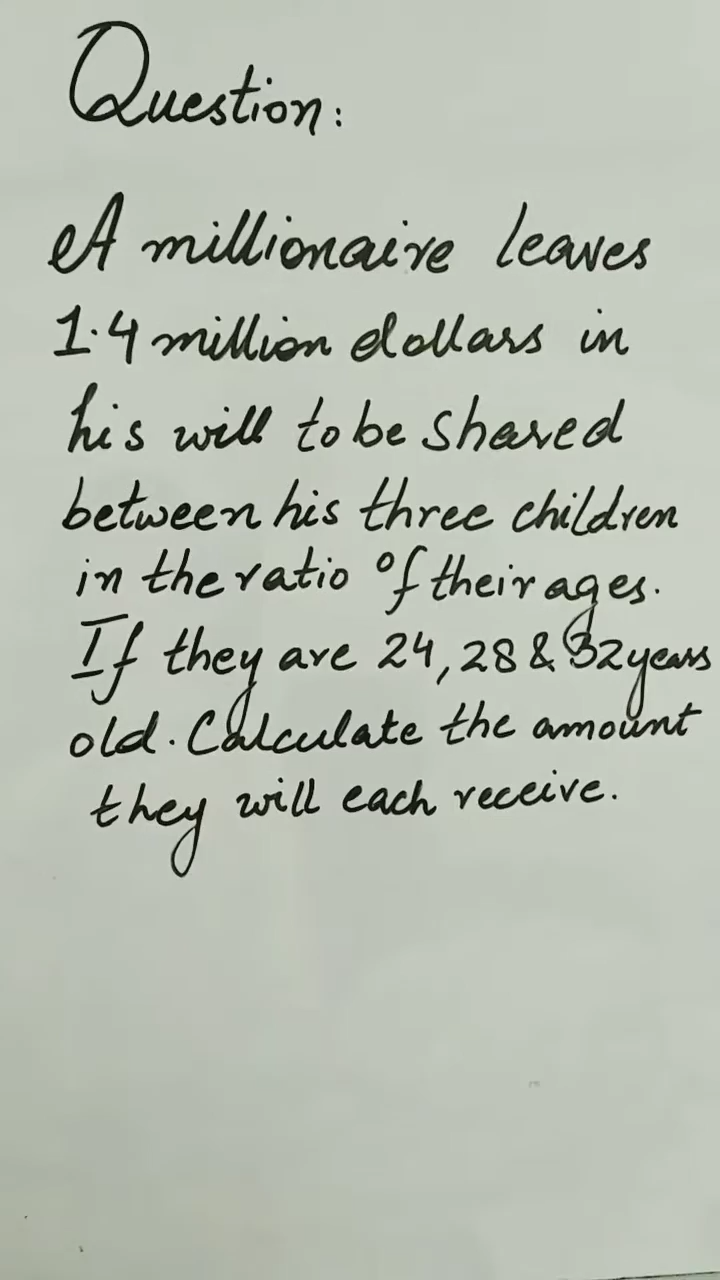 Question:
A millionaire leaves
1.4 million dollars in
his will to be shared
between his three children
in the ratio of their ages.
If they are 24, 28 & 32 years
old. Calculate the amount
they will each receive.